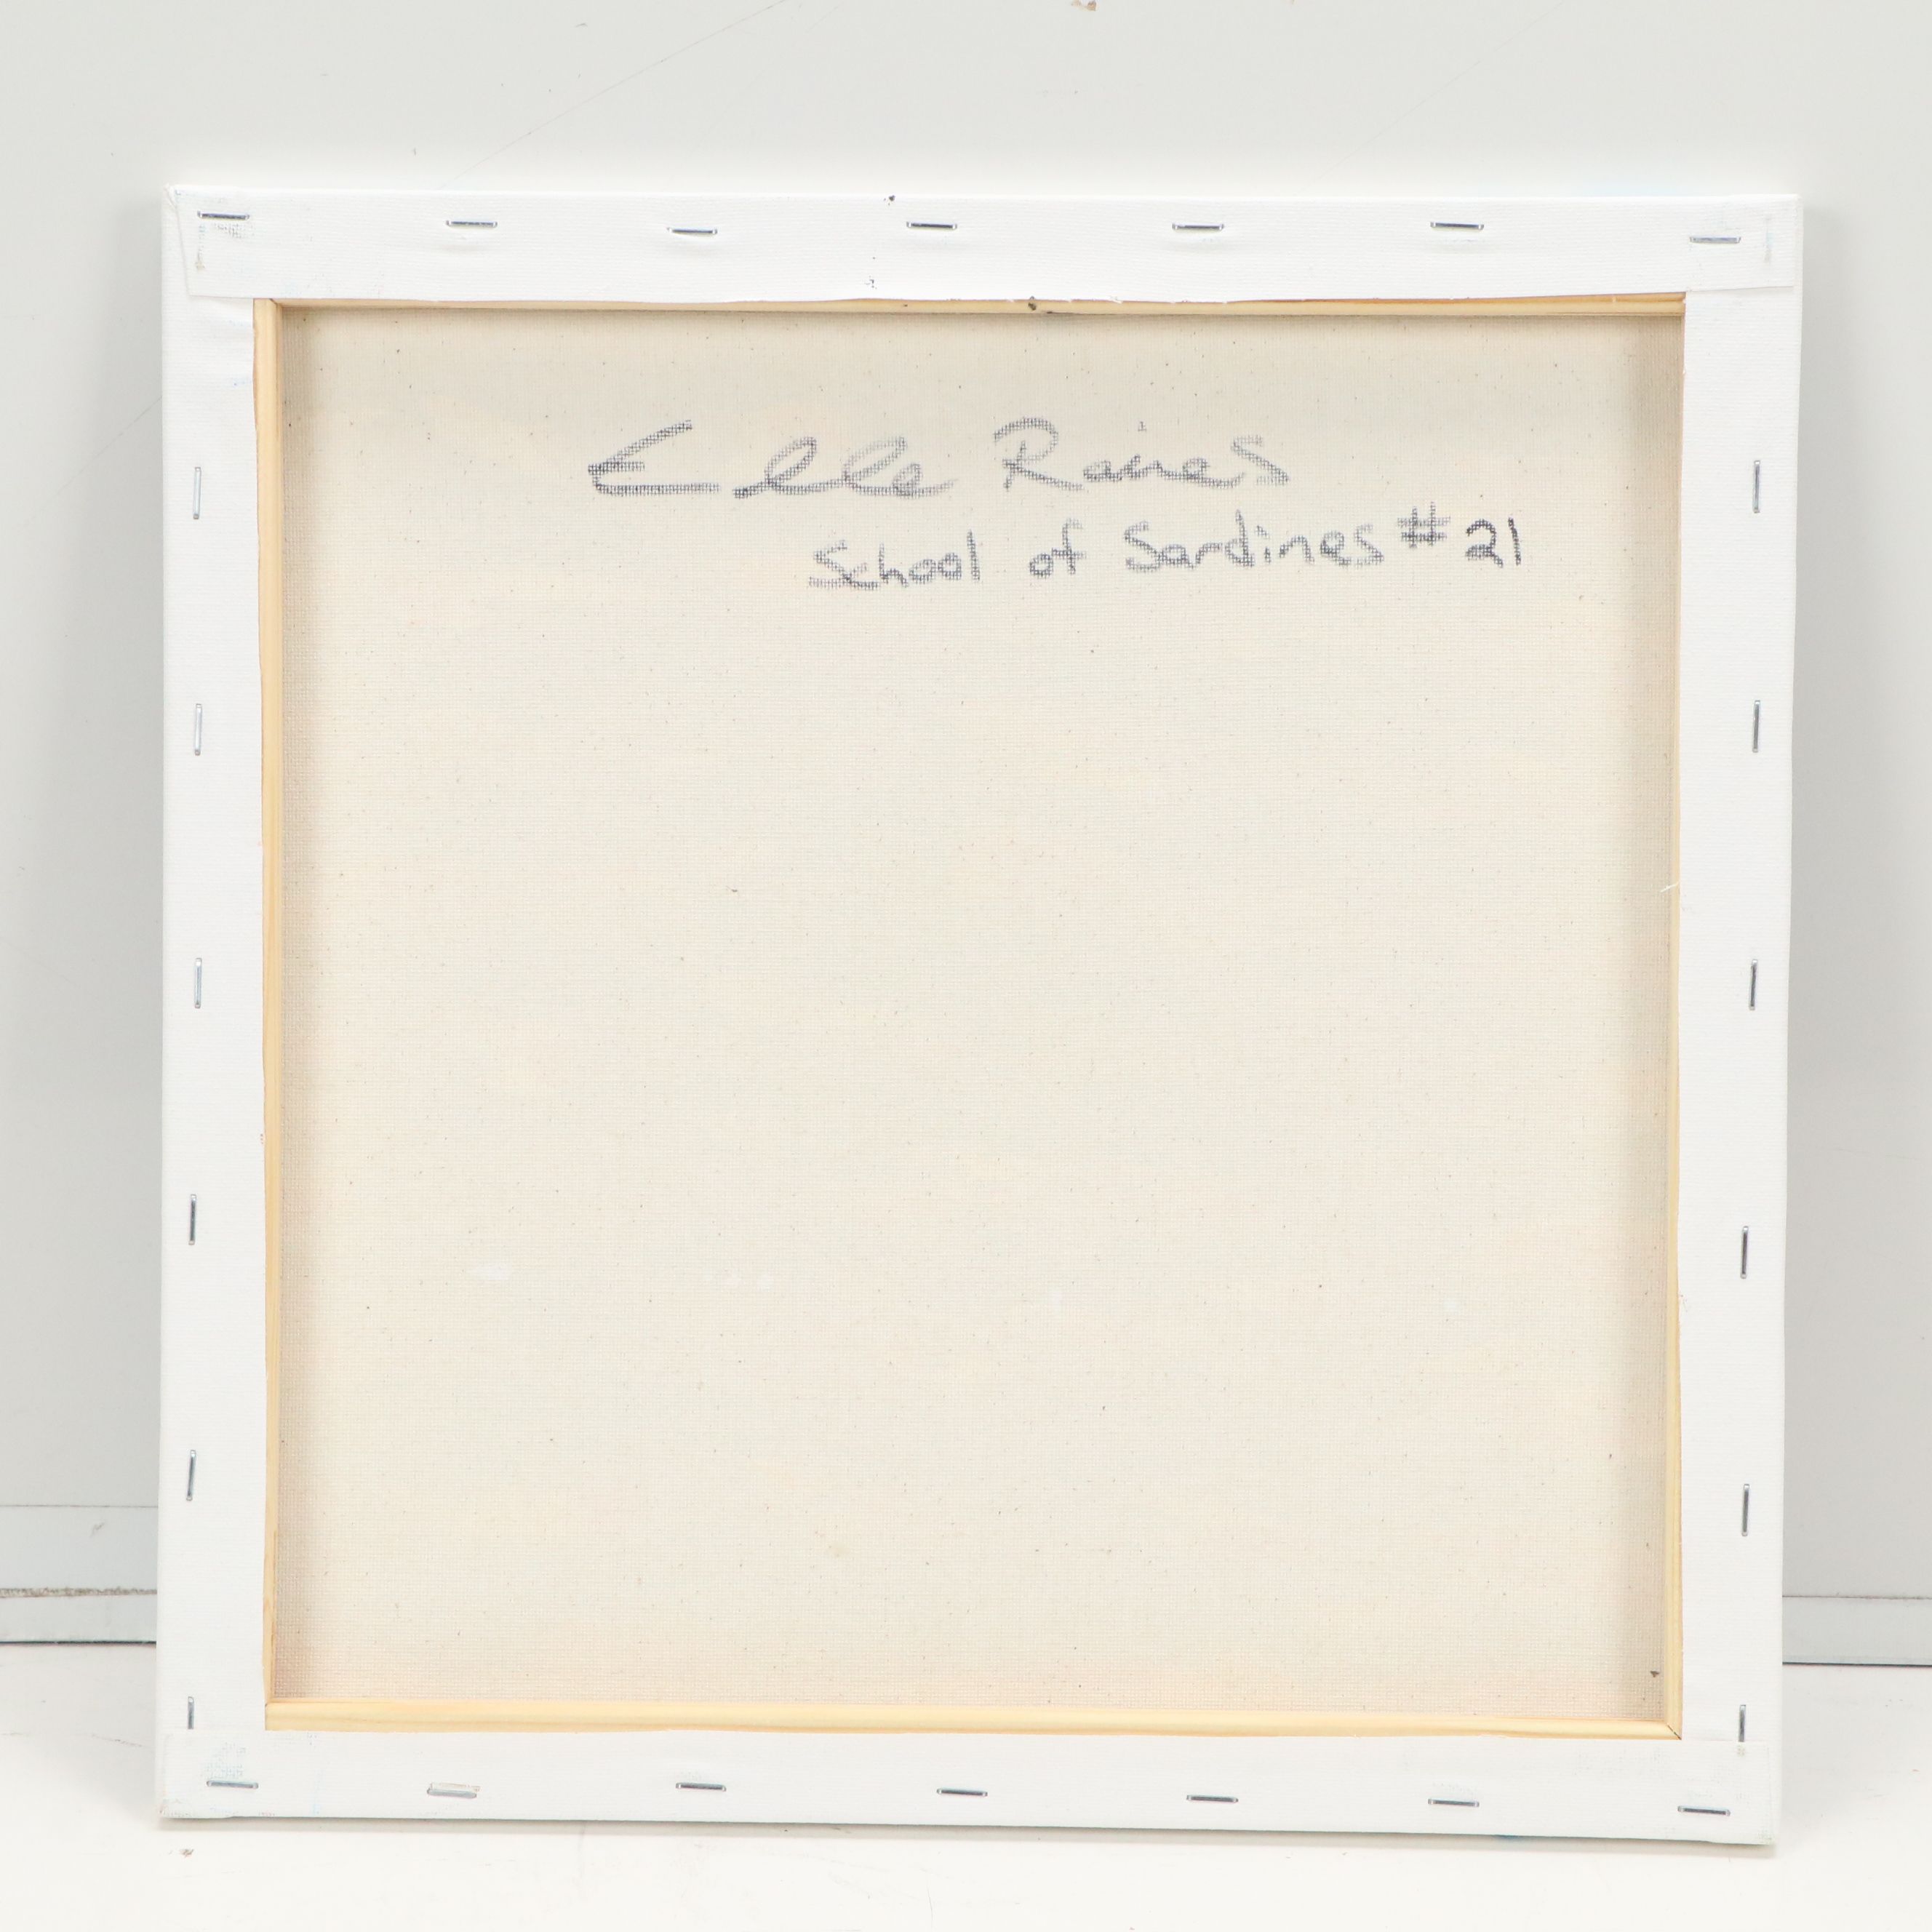 Elle Raines
School of Sardines #21